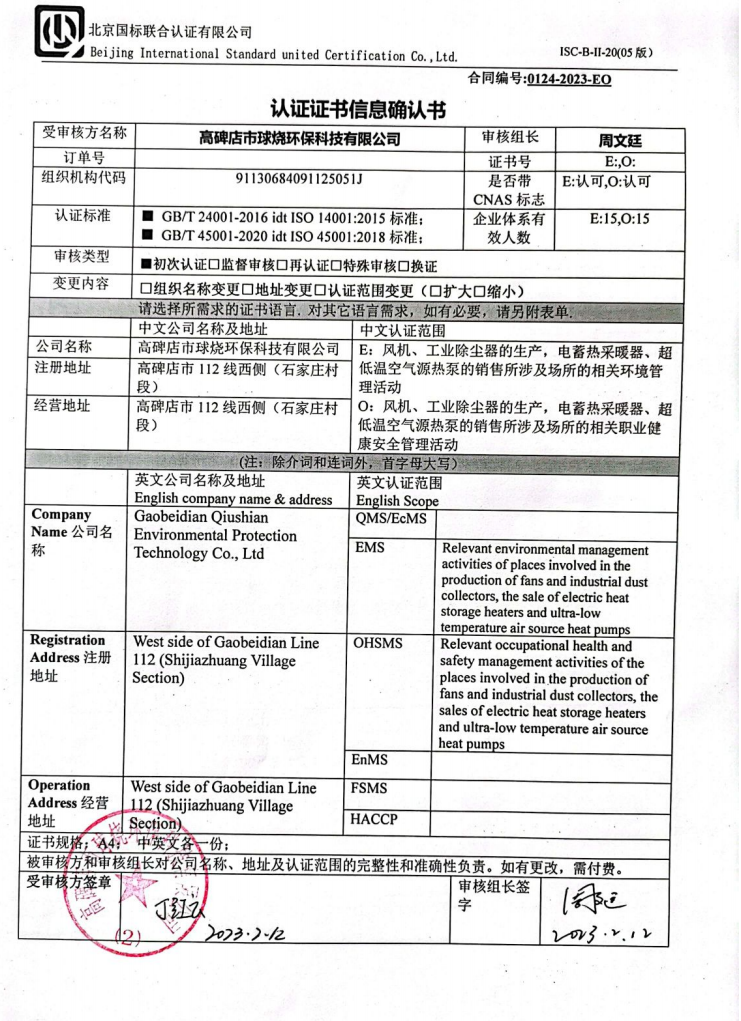 北京国标联合认证有限公司
Beijing International Standard united Certification Co.,Ltd.
ISC-B-II-20(05 版)
合同编号:0124-2023-EO
认证证书信息确认书
受审核方名称 高碑店市球烧环保科技有限公司 审核组长 周文廷
订单号 证书号 E:,O:
组织机构代码 91130684091125051J 是否带 E:认可,O:认可
CNAS 标志
认证标准 ■ GB/T 24001-2016 idt ISO 14001:2015 标准; 企业体系有 E:15,O:15
■ GB/T 45001-2020 idt ISO 45001:2018 标准; 效人数
审核类型 ■初次认证□监督审核□再认证□特殊审核□换证
变更内容 □组织名称变更□地址变更□认证范围变更（□扩大□缩小）
请选择所需求的证书语言. 对其它语言需求，如有必要，请另附表单.
中文公司名称及地址 中文认证范围
公司名称 高碑店市球烧环保科技有限公司
注册地址 高碑店市 112 线西侧（石家庄村
段）
经营地址 高碑店市 112 线西侧（石家庄村
段）
E：风机、工业除尘器的生产，电蓄热采暖器、超
低温空气源热泵的销售所涉及场所的相关环境管
理活动
O：风机、工业除尘器的生产，电蓄热采暖器、超
低温空气源热泵的销售所涉及场所的相关职业健
康安全管理活动
(注：除介词和连词外，首字母大写)
英文公司名称及地址 英文认证范围
English company name & address English Scope
Company
Name 公司名
称
Gaobeidian Qiushian
Environmental Protection
Technology Co., Ltd
QMS/EcMS
EMS
Relevant environmental management
activities of places involved in the
production of fans and industrial dust
collectors, the sale of electric heat
storage heaters and ultra-low
temperature air source heat pumps
Registration
Address 注册
地址
West side of Gaobeidian Line
112 (Shijiazhuang Village
Section)
OHSMS
Relevant occupational health and
safety management activities of the
places involved in the production of
fans and industrial dust collectors, the
sales of electric heat storage heaters
and ultra-low temperature air source
heat pumps
EnMS
Operation
Address 经营
地址
West side of Gaobeidian Line
112 (Shijiazhuang Village
Section)
FSMS
HACCP
证书规格：A4; 中英文各一份;
被审核方和审核组长对公司名称、地址及认证范围的完整性和准确性负责。如有更改，需付费。
受审核方签章 审核组长签
字
2023.2.12
2023.2.12
(2)